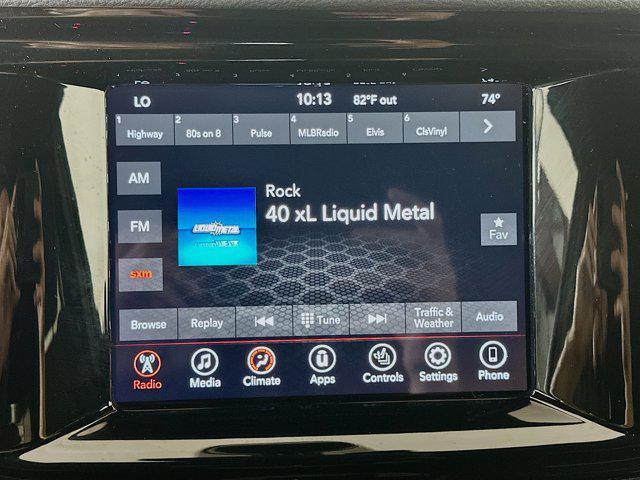 LO 10:13 82°F out 74°
1 2 3 4 5 6
Highway 80s on 8 Pulse MLBRadio Elvis ClsVinyl
AM
Rock
40 xL Liquid Metal
FM
LIQUID METAL
Fav
sxm
Browse Replay Tune Traffic & Weather Audio
Radio Media Climate Apps Controls Settings Phone